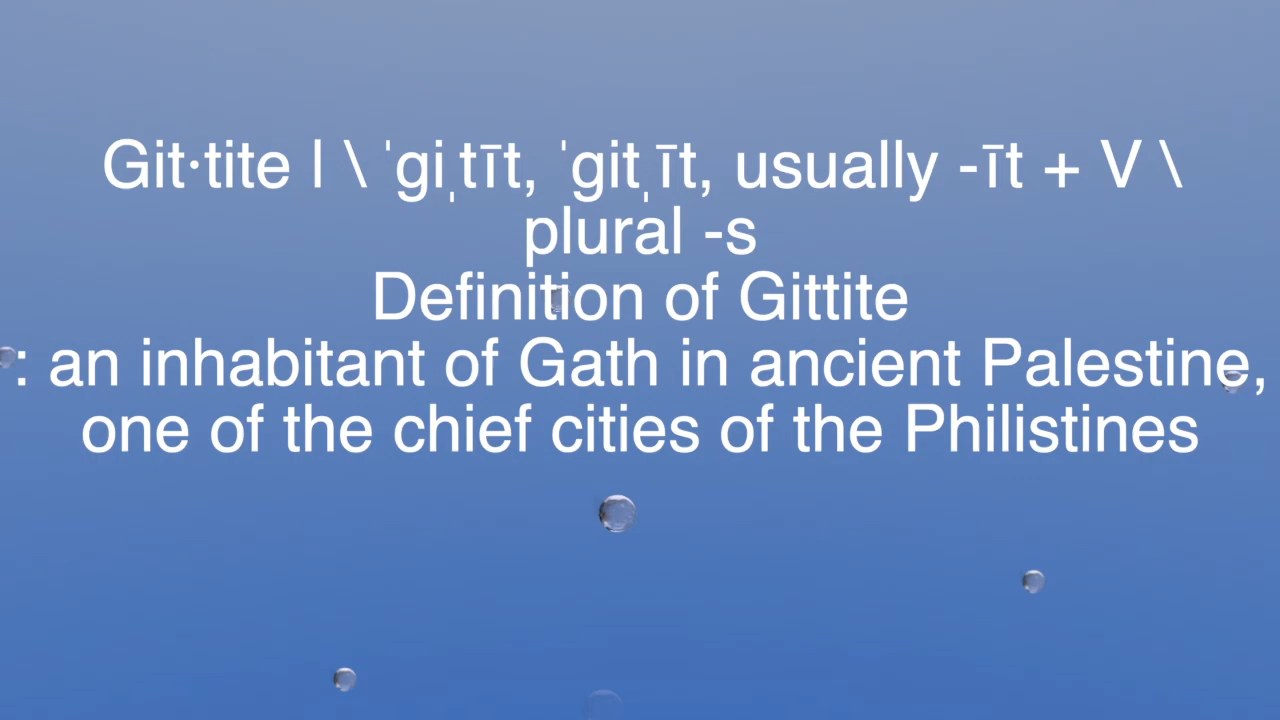 Git·tite | \ ˈgiˌtīt, ˈgitˌīt, usually -īt + V \
plural -s
Definition of Gittite
: an inhabitant of Gath in ancient Palestine,
one of the chief cities of the Philistines